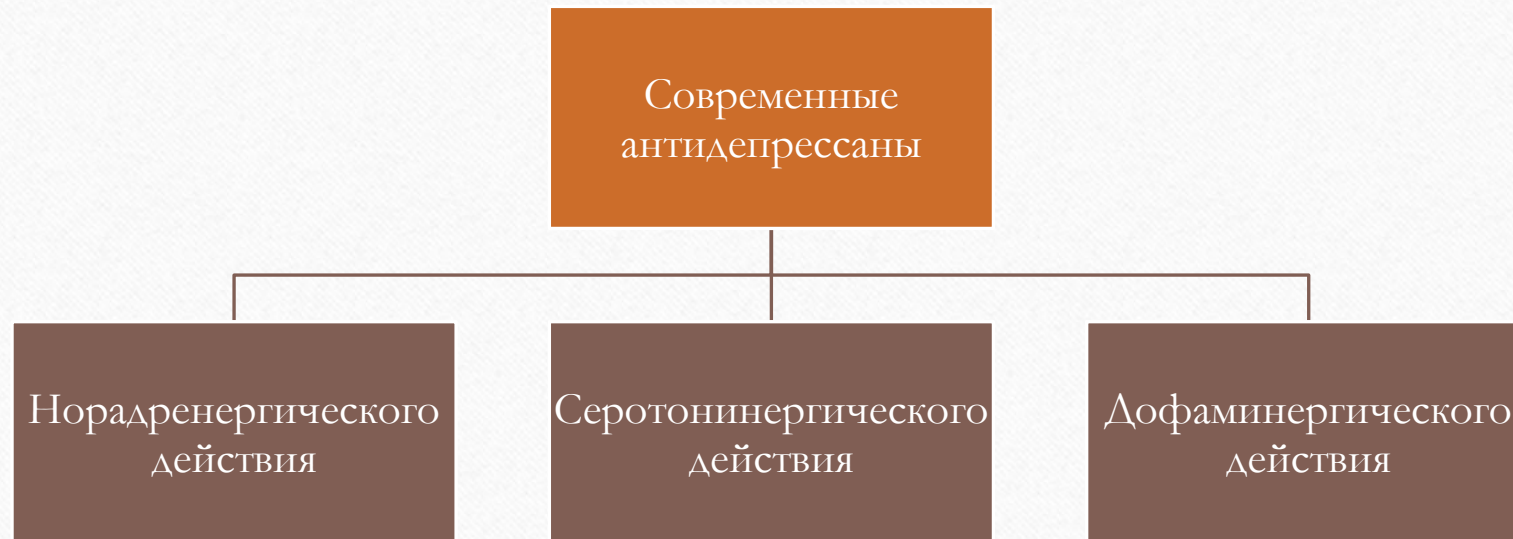 Современные
антидепрессаны
Норадренергического
действия
Серотонинергического
действия
Дофаминергического
действия